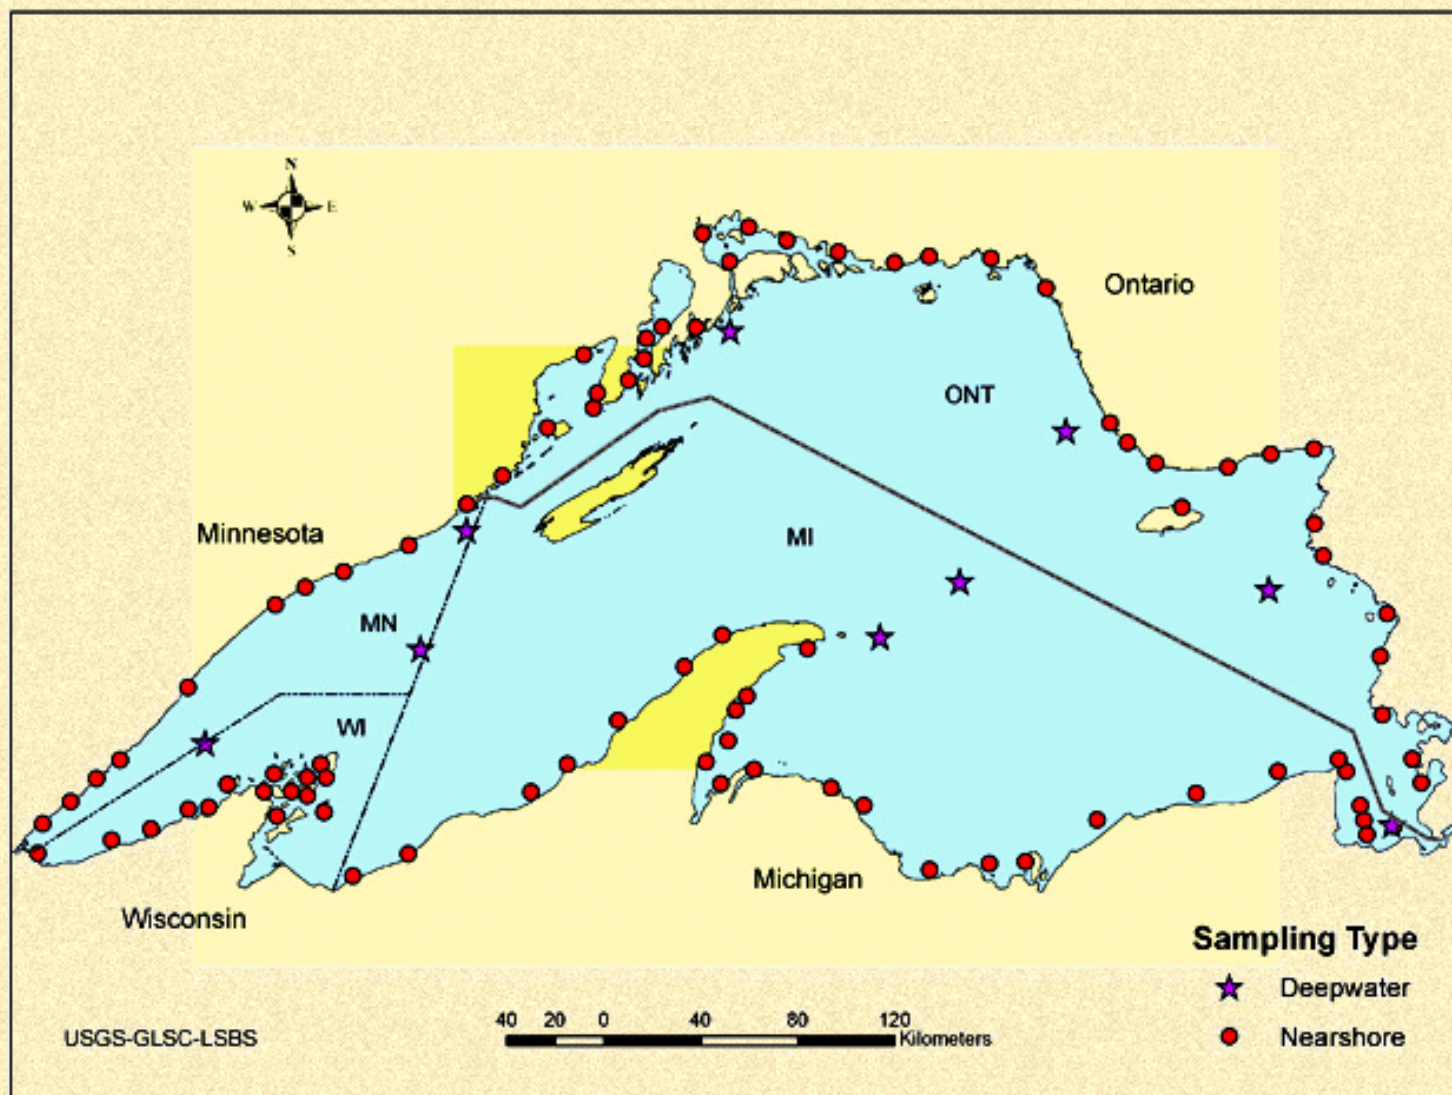 N
W E
S
Ontario
ONT
Minnesota
MI
MN
WI
Michigan
Wisconsin
Sampling Type
Deepwater
Nearshore
USGS-GLSC-LSBS
40 20 0 40 80 120
Kilometers